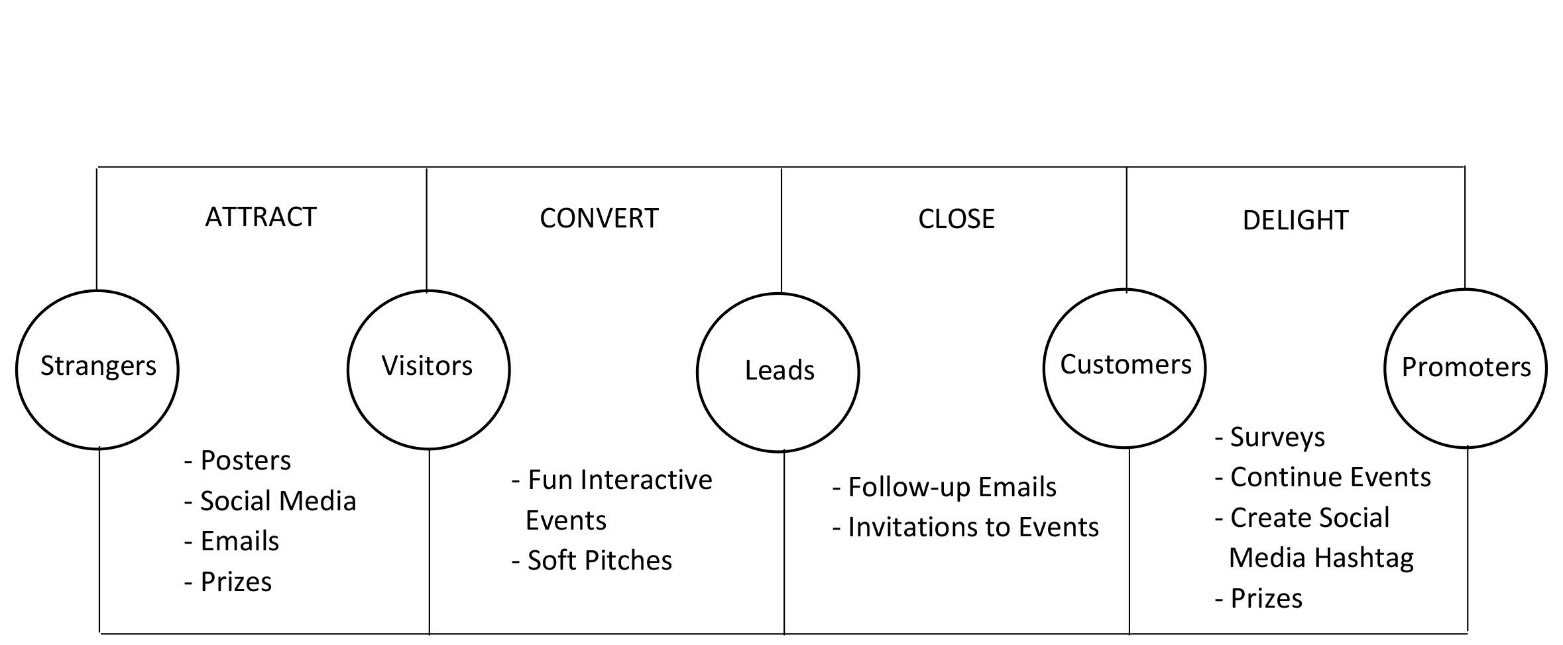 ATTRACT
CONVERT
CLOSE
DELIGHT
Strangers
Visitors
Leads
Customers
Promoters
- Posters
- Social Media
- Emails
- Prizes
- Fun Interactive
Events
- Soft Pitches
- Follow-up Emails
- Invitations to Events
- Surveys
- Continue Events
- Create Social
Media Hashtag
- Prizes